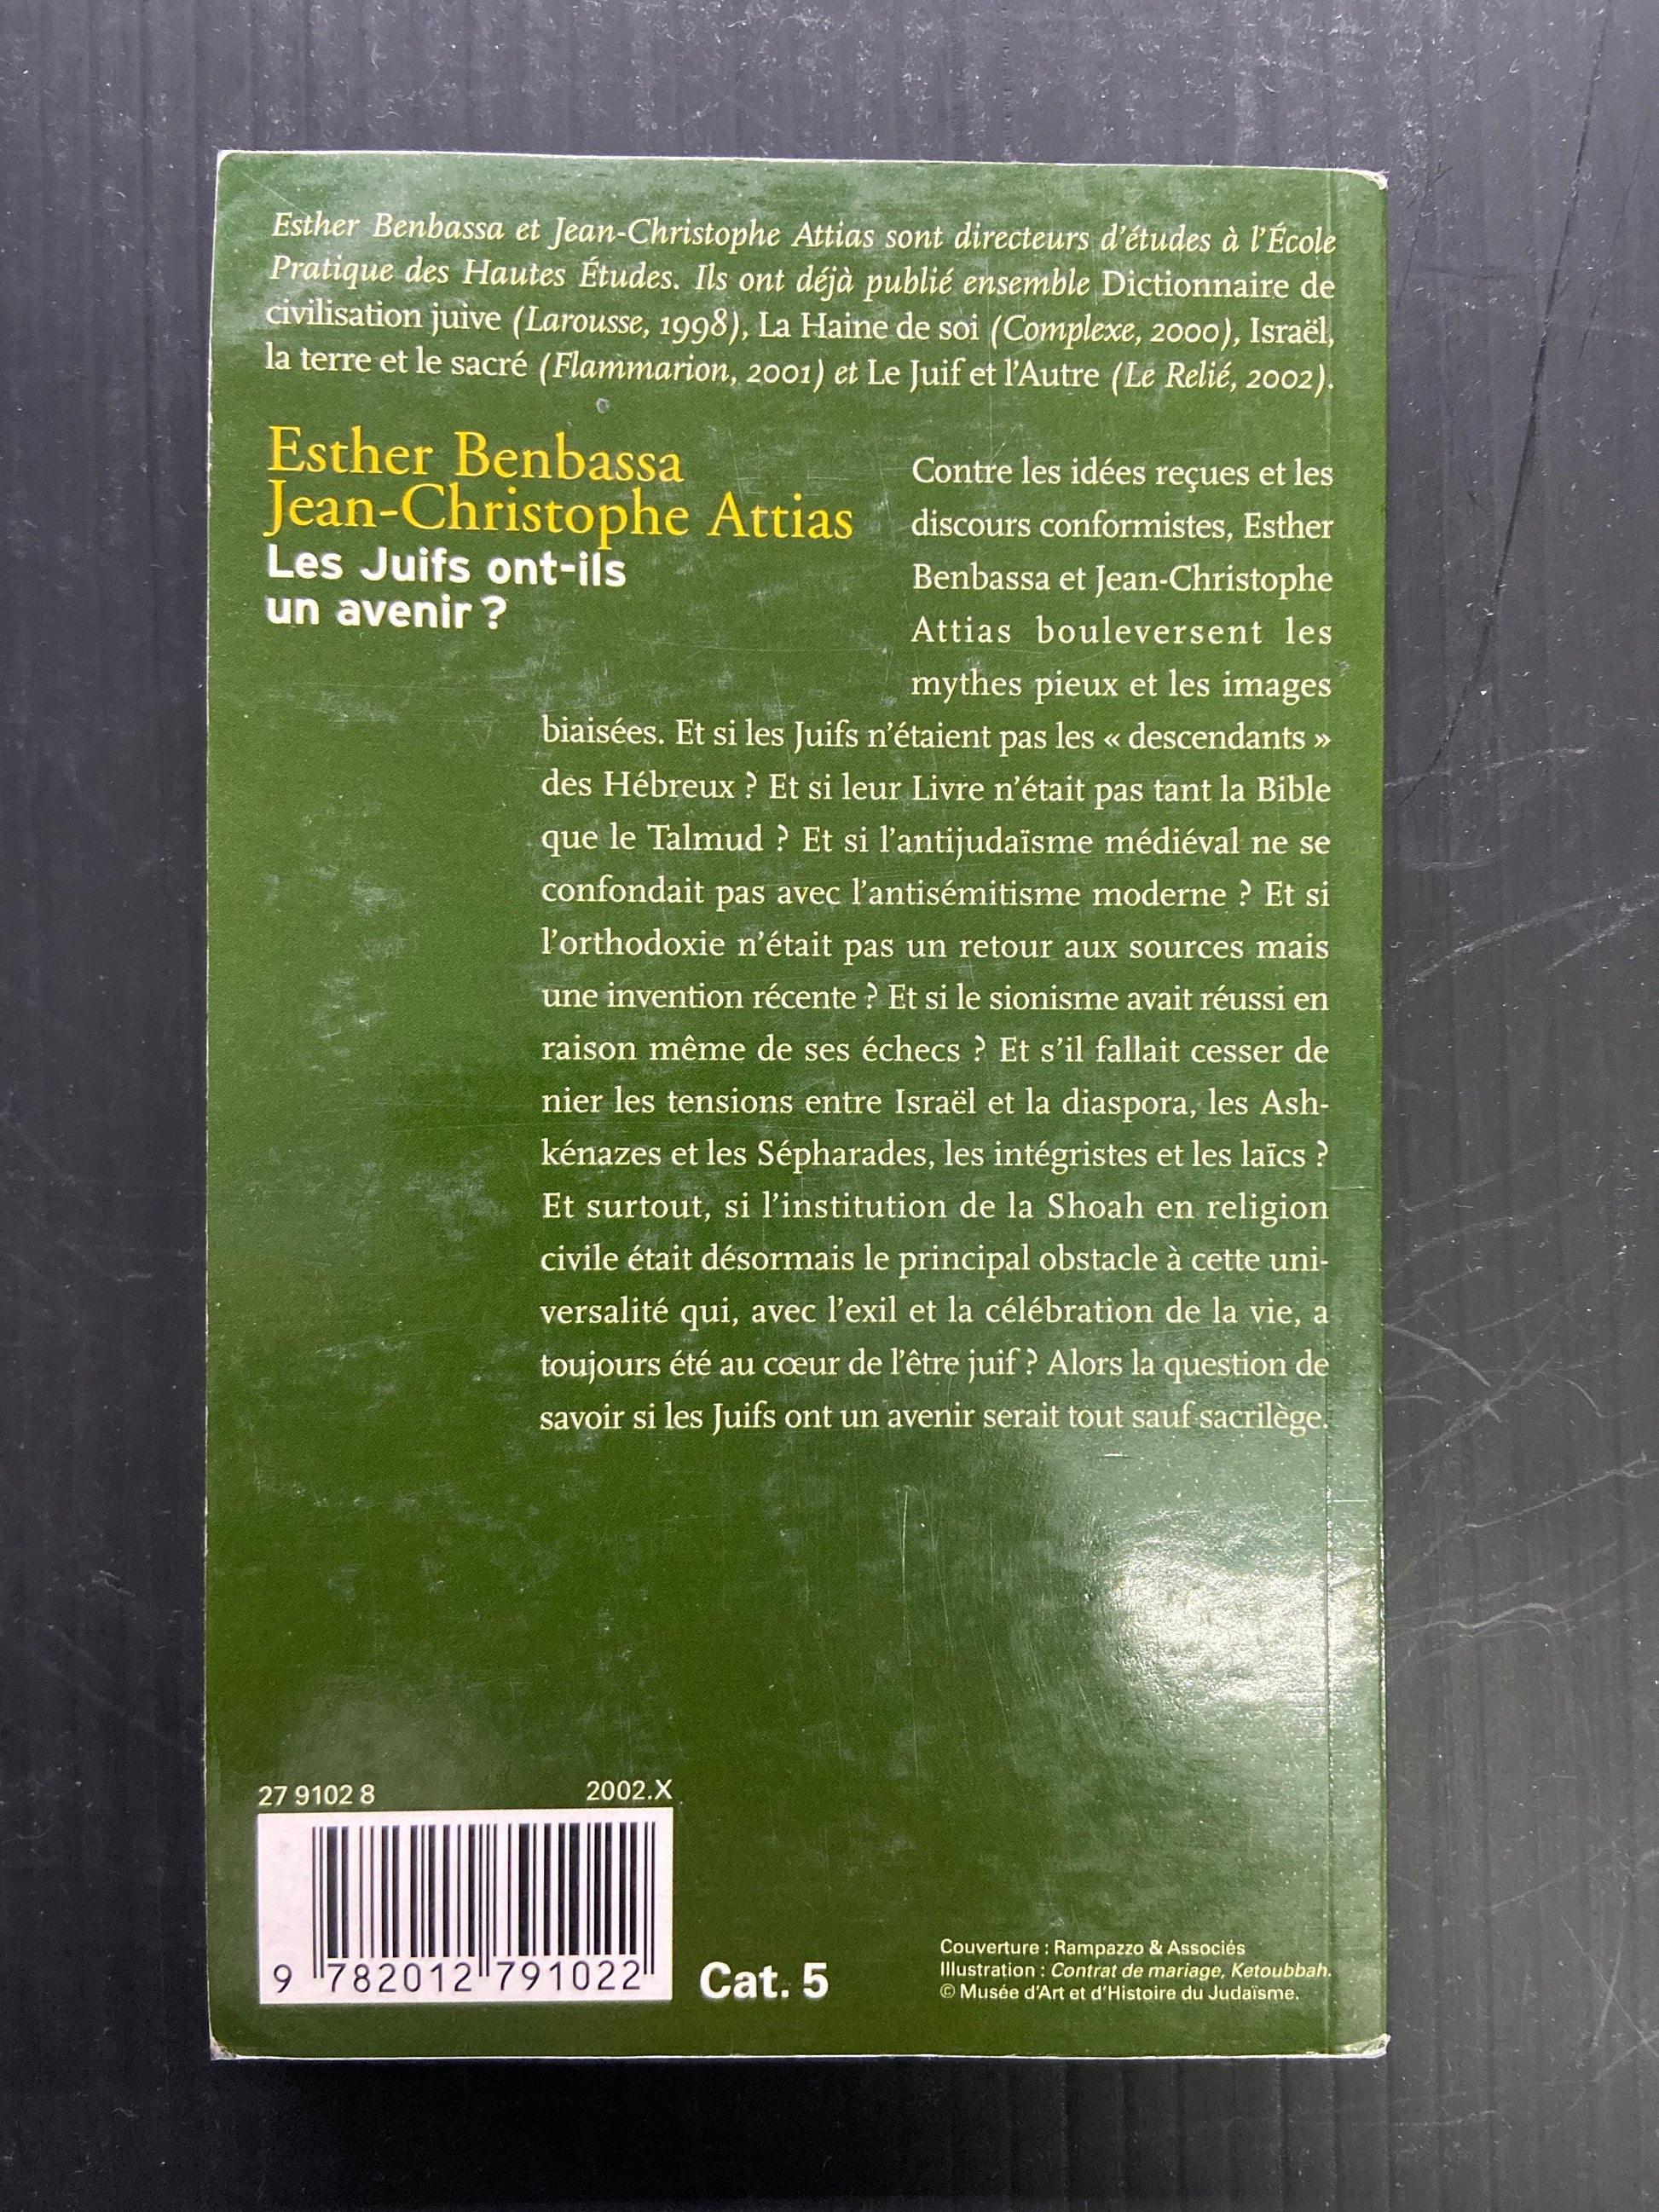 Esther Benbassa et Jean-Christophe Attias sont directeurs d'études à l'École
Pratique des Hautes Études. Ils ont déjà publié ensemble Dictionnaire de
civilisation juive (Larousse, 1998), La Haine de soi (Complexe, 2000), Israël,
la terre et le sacré (Flammarion, 2001) et Le Juif et l'Autre (Le Relié, 2002).
Esther Benbassa
Jean-Christophe Attias
Les Juifs ont-ils
un avenir ?
Contre les idées reçues et les
discours conformistes, Esther
Benbassa et Jean-Christophe
Attias bouleversent les
mythes pieux et les images
biaisées. Et si les Juifs n'étaient pas les « descendants »
des Hébreux ? Et si leur Livre n'était pas tant la Bible
que le Talmud ? Et si l'antijudaïsme médiéval ne se
confondait pas avec l'antisémitisme moderne ? Et si
l'orthodoxie n'était pas un retour aux sources mais
une invention récente ? Et si le sionisme avait réussi en
raison même de ses échecs ? Et s'il fallait cesser de
nier les tensions entre Israël et la diaspora, les Ash-
kénazes et les Sépharades, les intégristes et les laïcs ?
Et surtout, si l'institution de la Shoah en religion
civile était désormais le principal obstacle à cette uni-
versalité qui, avec l'exil et la célébration de la vie, a
toujours été au cœur de l'être juif ? Alors la question de
savoir si les Juifs ont un avenir serait tout sauf sacrilège.
27 9102 8 2002.X
9 782012 791022
Cat. 5
Couverture : Rampazzo & Associés
Illustration : Contrat de mariage, Ketoubbah.
© Musée d'Art et d'Histoire du Judaïsme.